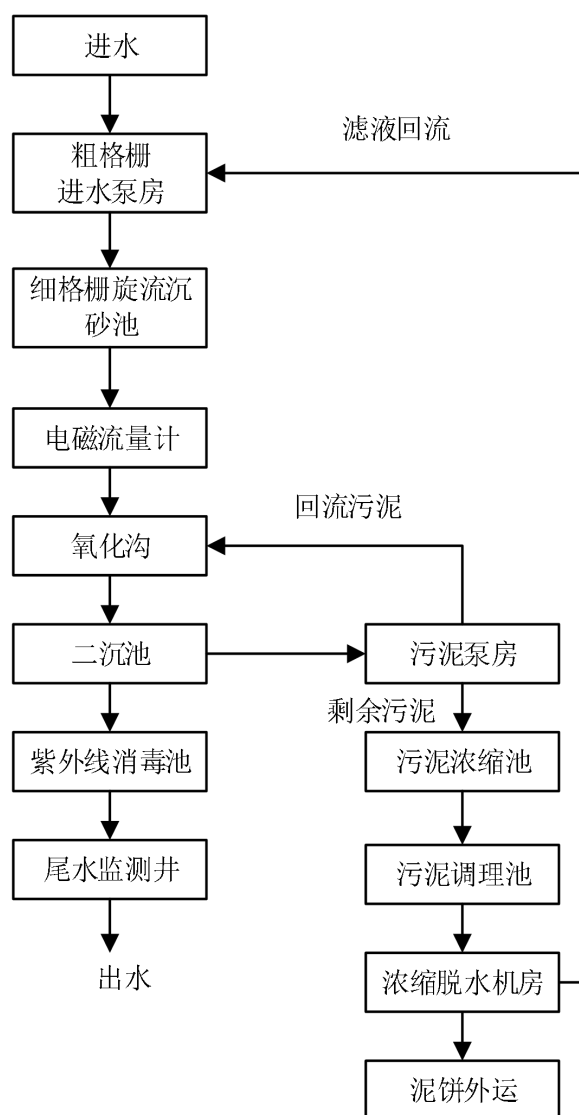 进水
滤液回流
粗格栅
进水泵房
细格栅旋流沉
砂池
电磁流量计
回流污泥
氧化沟
二沉池
污泥泵房
剩余污泥
紫外线消毒池
污泥浓缩池
尾水监测井
污泥调理池
出水
浓缩脱水机房
泥饼外运